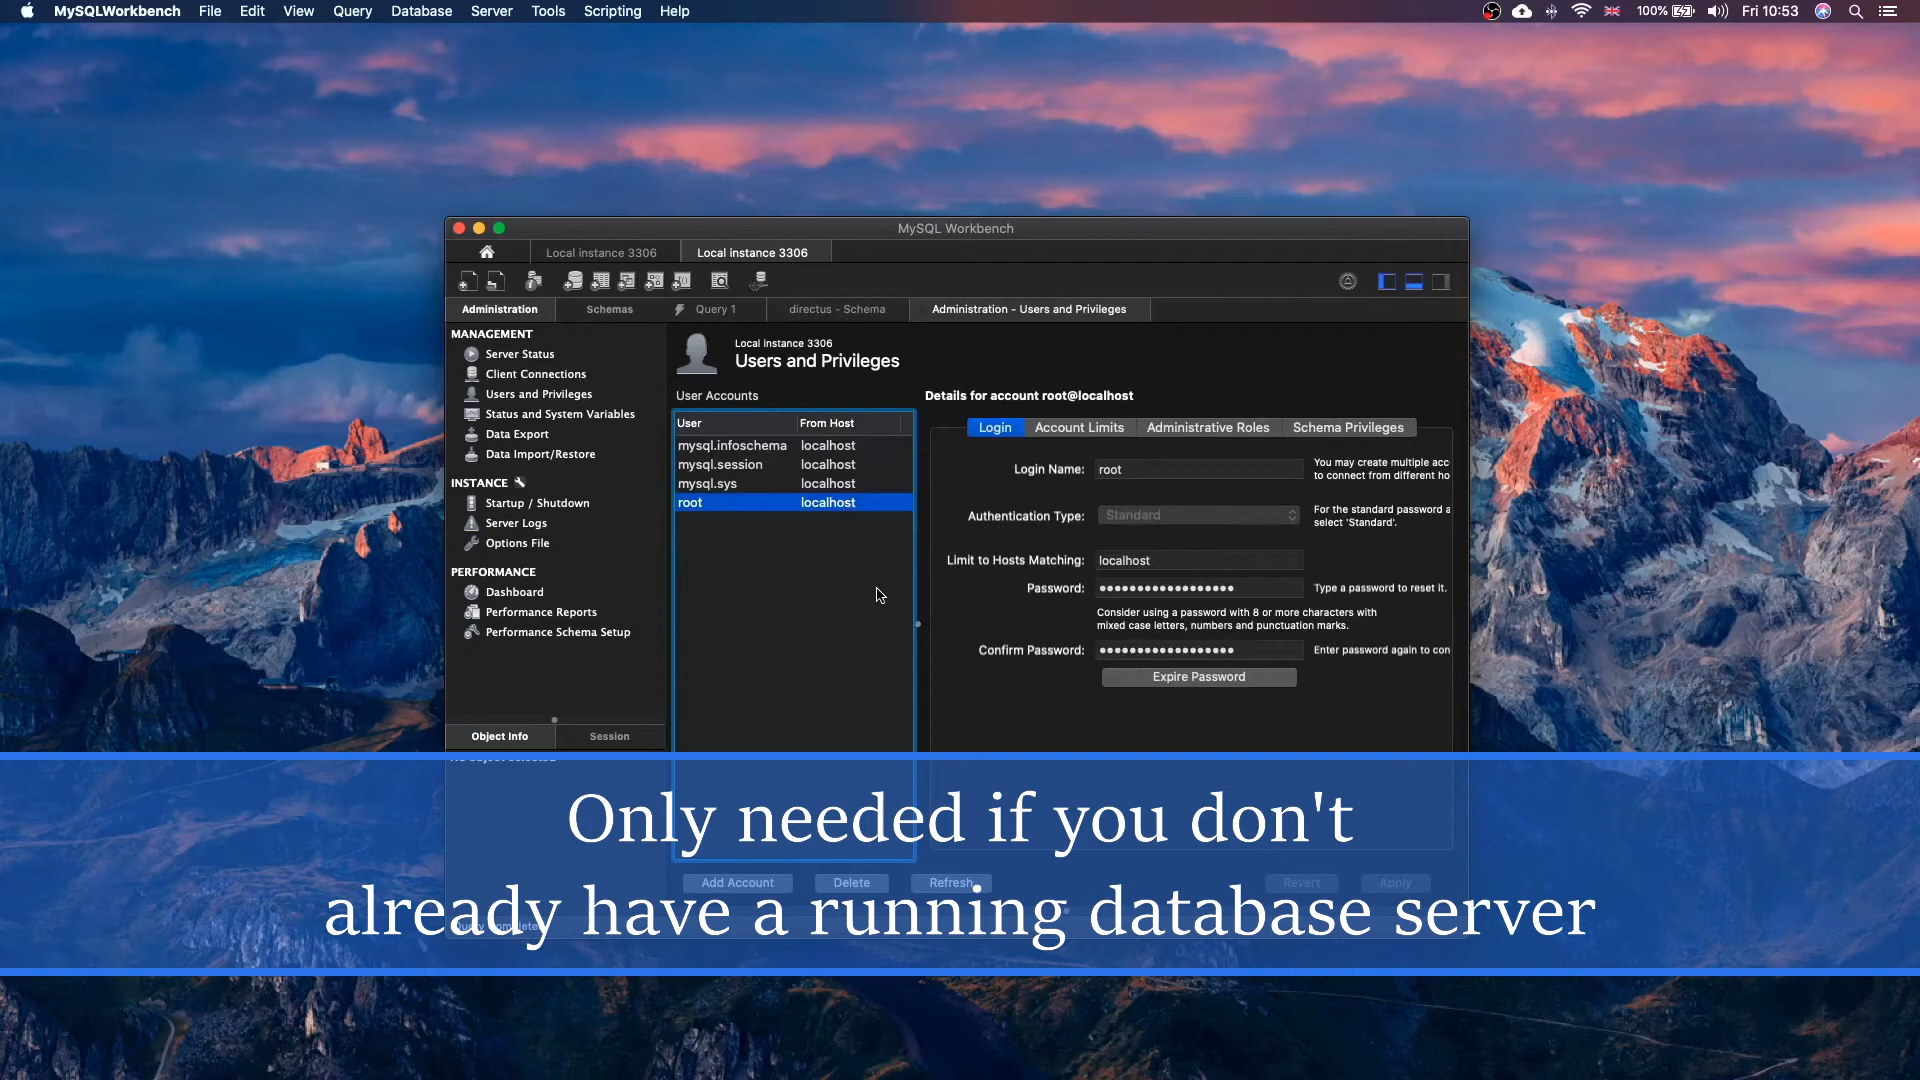 MySQLWorkbench File Edit View Query Database Server Tools Scripting Help
100% Fri 10:53
MySQL Workbench
Local instance 3306 Local instance 3306
Administration Schemas Query 1 directus - Schema Administration - Users and Privileges
MANAGEMENT
Server Status
Client Connections
Users and Privileges
Status and System Variables
Data Export
Data Import/Restore
INSTANCE
Startup / Shutdown
Server Logs
Options File
PERFORMANCE
Dashboard
Performance Reports
Performance Schema Setup
Object Info Session
Local instance 3306
Users and Privileges
User Accounts
User From Host
mysql.infoschema localhost
mysql.session localhost
mysql.sys localhost
root localhost
Details for account root@localhost
Login Account Limits Administrative Roles Schema Privileges
Login Name: root
You may create multiple acc
to connect from different ho
Authentication Type: Standard
For the standard password a
select 'Standard'.
Limit to Hosts Matching: localhost
Password: ••••••••••••••••••
Type a password to reset it.
Consider using a password with 8 or more characters with
mixed case letters, numbers and punctuation marks.
Confirm Password: ••••••••••••••••••
Enter password again to con
Expire Password
Add Account Delete Refresh Revert Apply
Only needed if you don't
already have a running database server